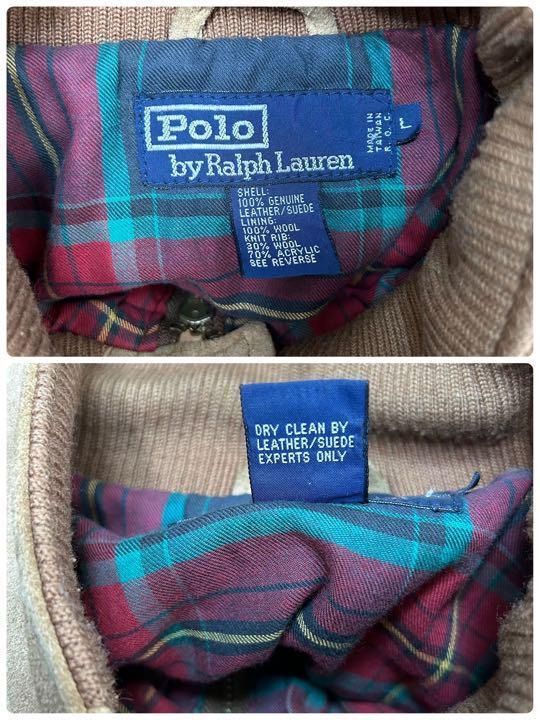 Polo
by Ralph Lauren
MADE IN
TAIWAN
R. O. C.
L
SHELL:
100% GENUINE
LEATHER/SUEDE
LINING:
100% WOOL
KNIT RIB:
30% WOOL
70% ACRYLIC
SEE REVERSE
DRY CLEAN BY
LEATHER/SUEDE
EXPERTS ONLY